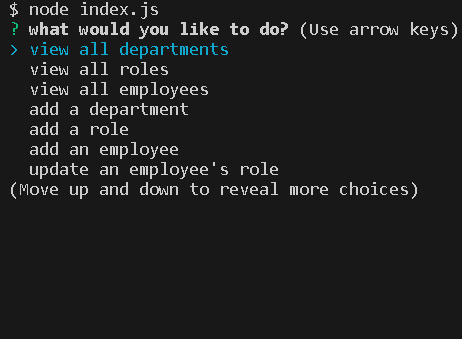 $ node index.js
? what would you like to do? (Use arrow keys)
> view all departments
view all roles
view all employees
add a department
add a role
add an employee
update an employee's role
(Move up and down to reveal more choices)